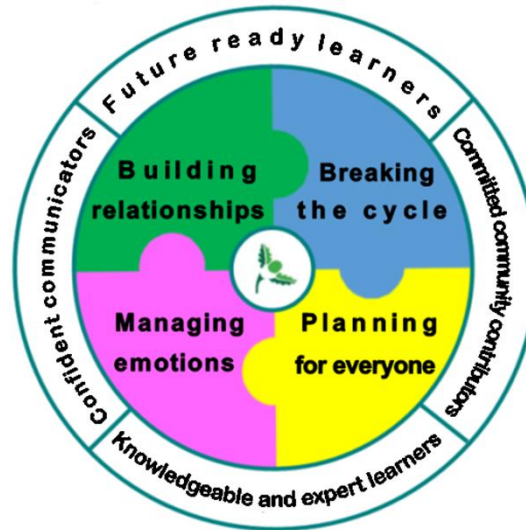 Future ready learners
Building
relationships
Breaking
the cycle
Managing
emotions
Planning
for everyone
Confident communicators
Committed community contributors
Knowledgeable and expert learners